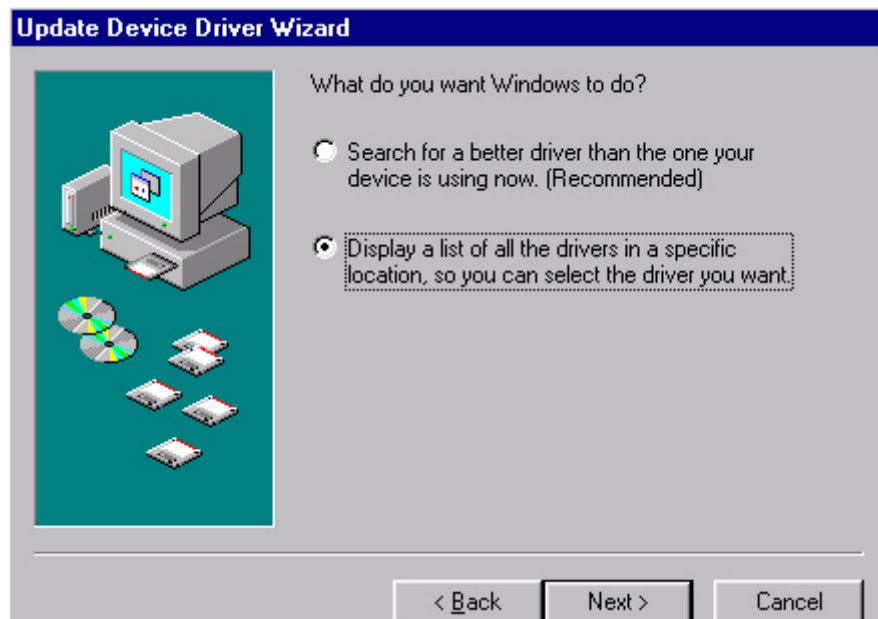 Update Device Driver Wizard
What do you want Windows to do?
Search for a better driver than the one your
device is using now. (Recommended)
Display a list of all the drivers in a specific
location, so you can select the driver you want.
< Back
Next >
Cancel